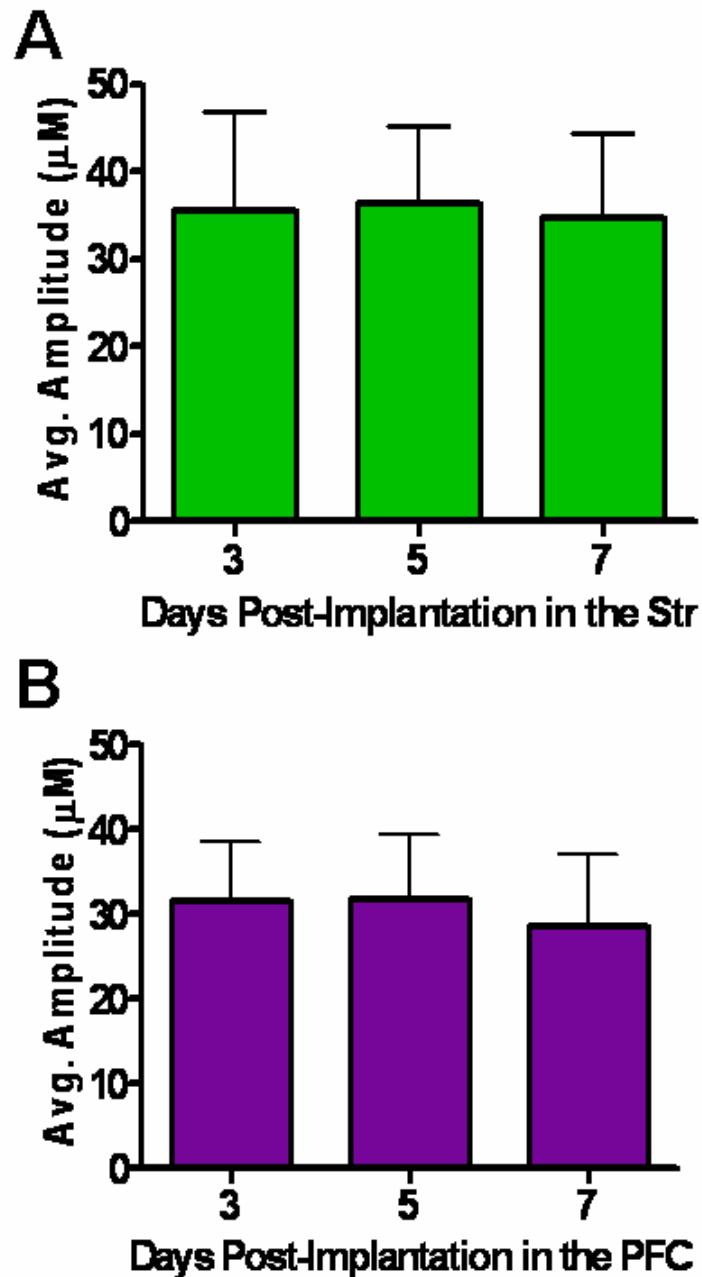 A
50
40
30
20
10
0
Avg. Amplitude (μM)
3 5 7
Days Post-Implantation in the Str
B
50
40
30
20
10
0
Avg. Amplitude (μM)
3 5 7
Days Post-Implantation in the PFC